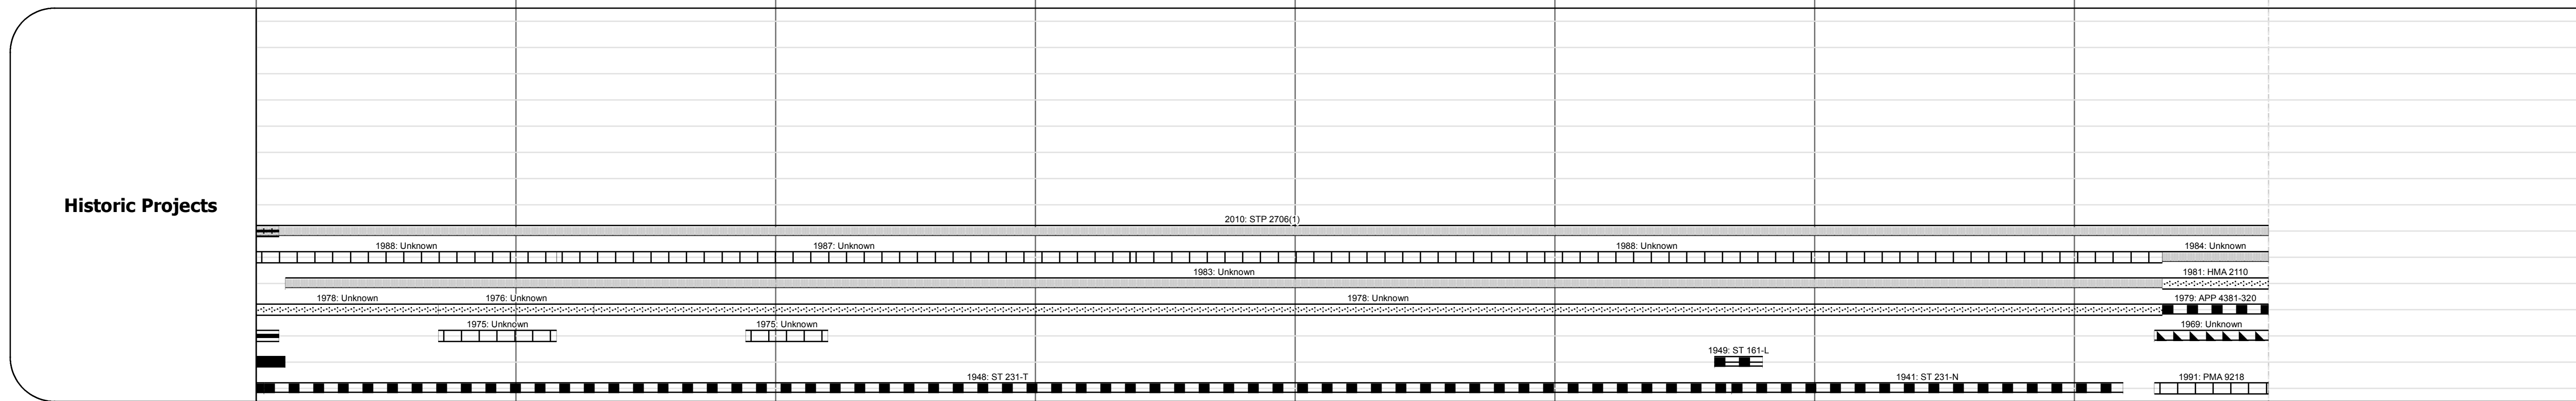 Historic Projects
2010: STP 2706(1)
1988: Unknown 1987: Unknown 1988: Unknown 1984: Unknown
1983: Unknown 1981: HMA 2110
1978: Unknown 1976: Unknown 1978: Unknown 1979: APP 4381-320
1975: Unknown 1975: Unknown 1969: Unknown
1949: ST 161-L
1948: ST 231-T 1941: ST 231-N 1991: PMA 9218